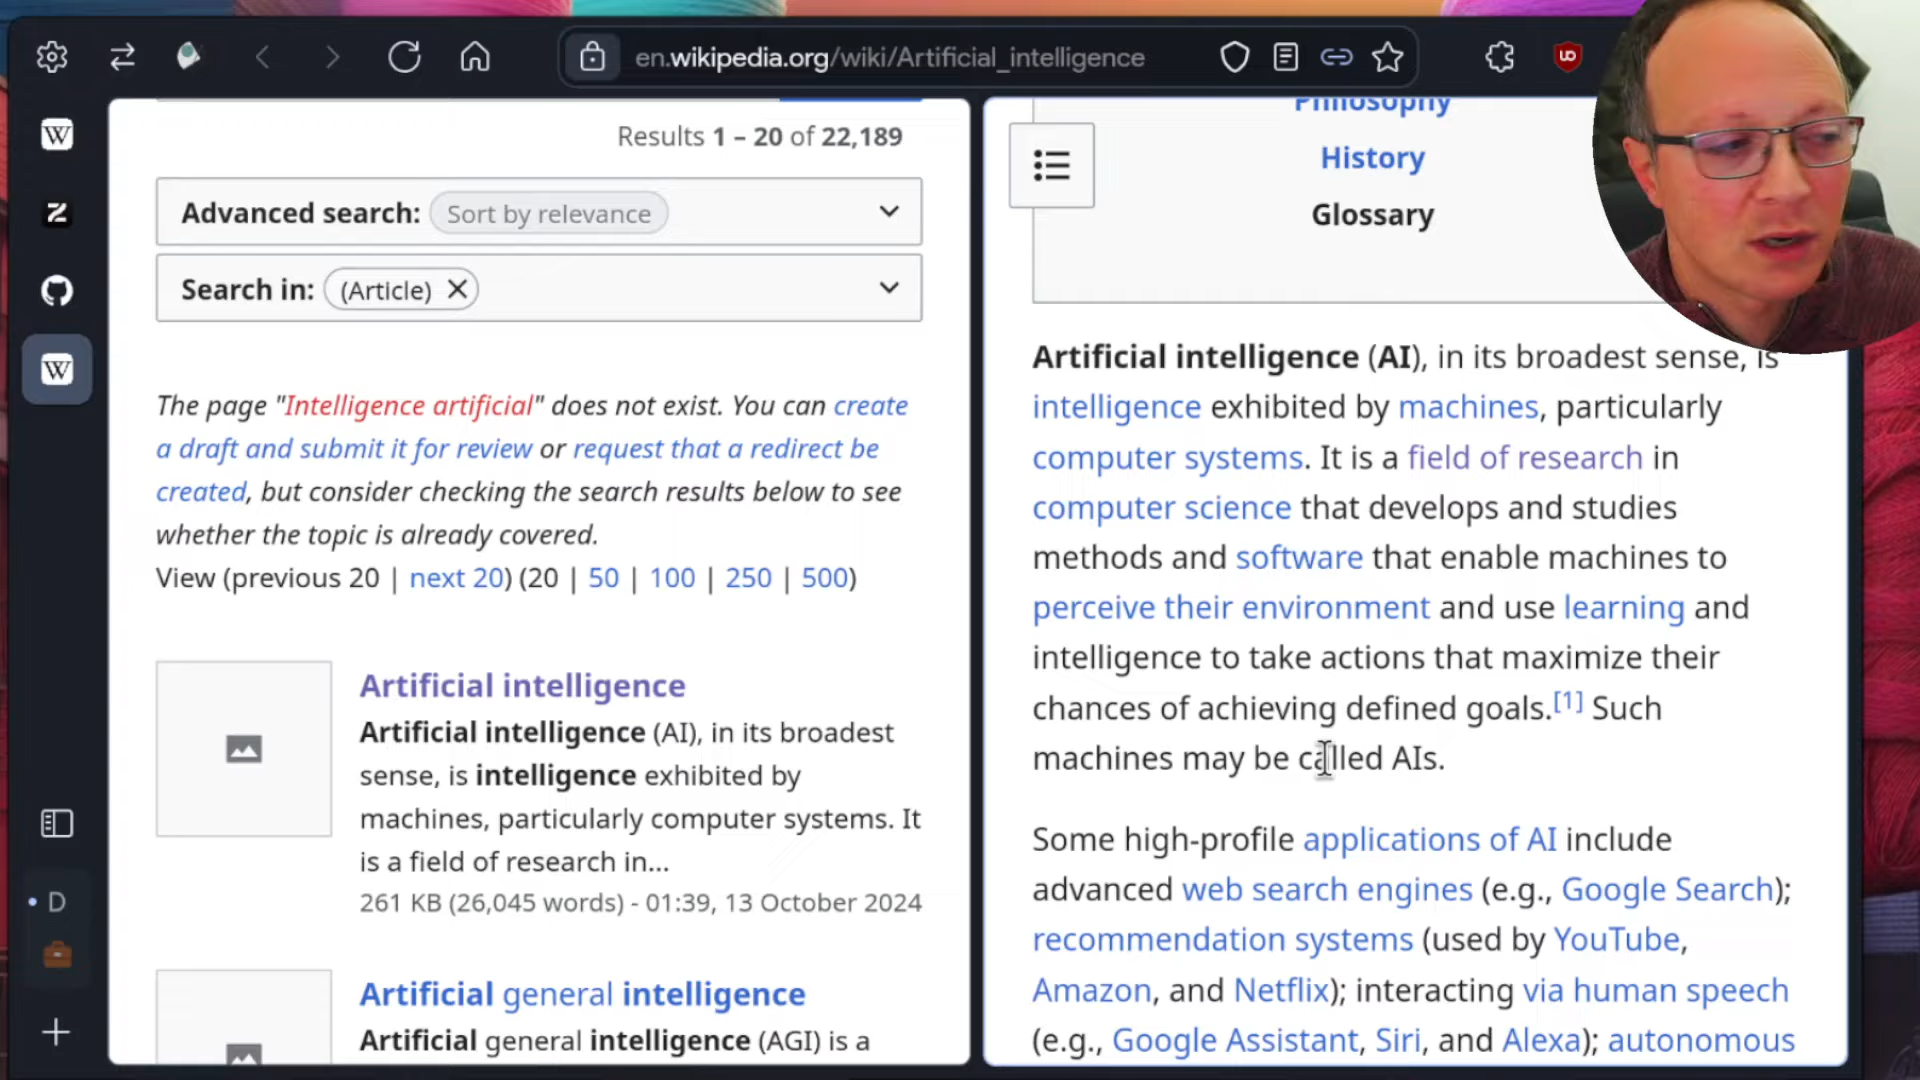 en.wikipedia.org/wiki/Artificial_intelligence
Results 1 – 20 of 22,189
Advanced search: Sort by relevance
Search in: (Article)
The page "Intelligence artificial" does not exist. You can create
a draft and submit it for review or request that a redirect be
created, but consider checking the search results below to see
whether the topic is already covered.
View (previous 20 | next 20) (20 | 50 | 100 | 250 | 500)
Artificial intelligence
Artificial intelligence (AI), in its broadest
sense, is intelligence exhibited by
machines, particularly computer systems. It
is a field of research in...
261 KB (26,045 words) - 01:39, 13 October 2024
Artificial general intelligence
Artificial general intelligence (AGI) is a
Philosophy
History
Glossary
Artificial intelligence (AI), in its broadest sense, is
intelligence exhibited by machines, particularly
computer systems. It is a field of research in
computer science that develops and studies
methods and software that enable machines to
perceive their environment and use learning and
intelligence to take actions that maximize their
chances of achieving defined goals.[1] Such
machines may be called AIs.
Some high-profile applications of AI include
advanced web search engines (e.g., Google Search);
recommendation systems (used by YouTube,
Amazon, and Netflix); interacting via human speech
(e.g., Google Assistant, Siri, and Alexa); autonomous
W
Z
W
D